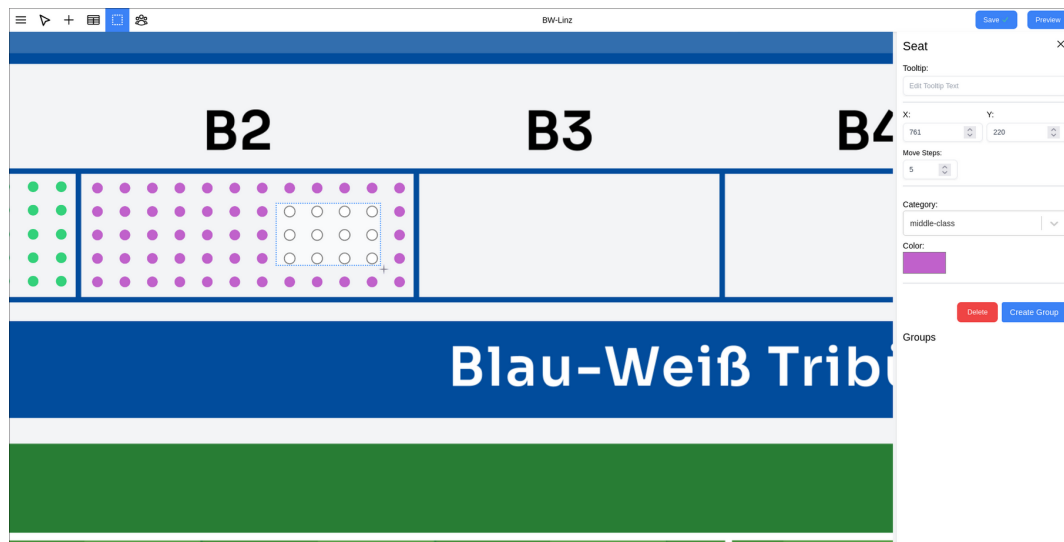 BW-Linz
Save
Preview
Seat
Tooltip:
Edit Tooltip Text
X:
Y:
761
220
Move Steps:
5
Category:
middle-class
Color:
Delete
Create Group
Groups
B2
B3
B4
Blau-Weiß